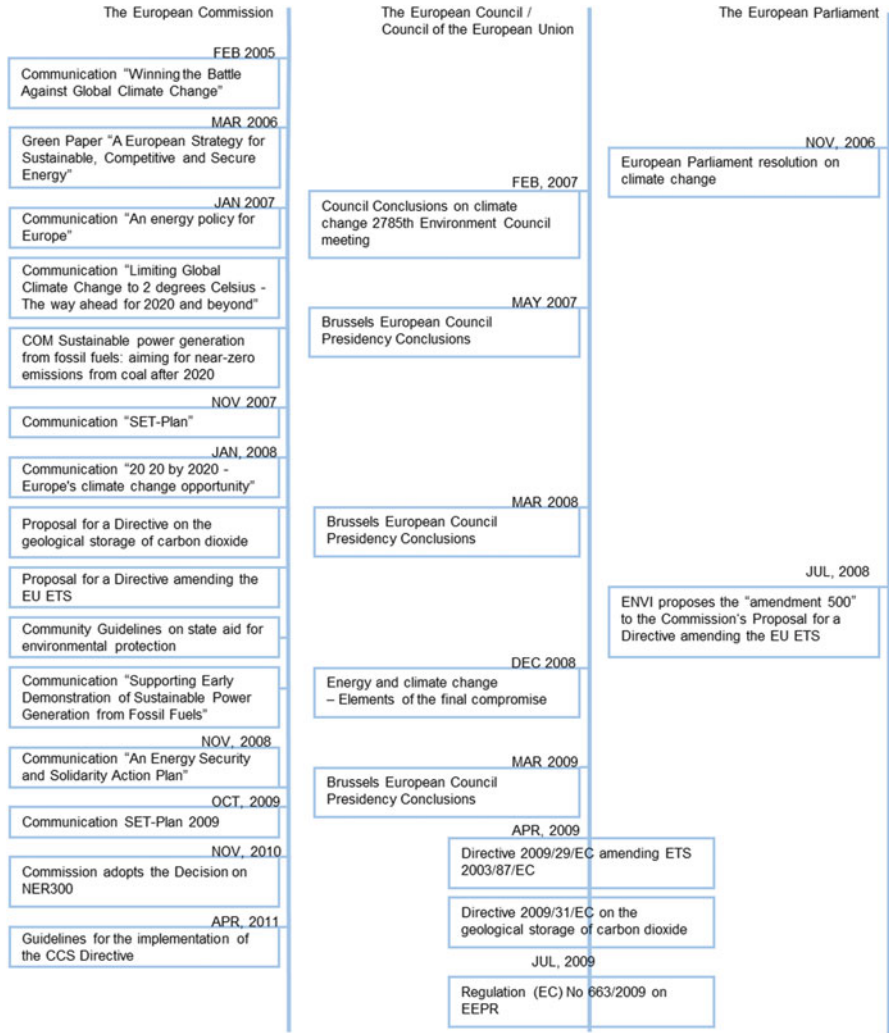 The European Commission
FEB 2005
Communication “Winning the Battle
Against Global Climate Change”
MAR 2006
Green Paper “A European Strategy for
Sustainable, Competitive and Secure
Energy”
JAN 2007
Communication “An energy policy for
Europe”
Communication “Limiting Global
Climate Change to 2 degrees Celsius -
The way ahead for 2020 and beyond”
COM Sustainable power generation
from fossil fuels: aiming for near-zero
emissions from coal after 2020
NOV 2007
Communication “SET-Plan”
JAN, 2008
Communication “20 20 by 2020 -
Europe's climate change opportunity”
Proposal for a Directive on the
geological storage of carbon dioxide
Proposal for a Directive amending the
EU ETS
Community Guidelines on state aid for
environmental protection
Communication “Supporting Early
Demonstration of Sustainable Power
Generation from Fossil Fuels”
NOV, 2008
Communication “An Energy Security
and Solidarity Action Plan”
OCT, 2009
Communication SET-Plan 2009
NOV, 2010
Commission adopts the Decision on
NER300
APR, 2011
Guidelines for the implementation of
the CCS Directive
The European Council /
Council of the European Union
FEB, 2007
Council Conclusions on climate
change 2785th Environment Council
meeting
MAY 2007
Brussels European Council
Presidency Conclusions
MAR 2008
Brussels European Council
Presidency Conclusions
DEC 2008
Energy and climate change
– Elements of the final compromise
MAR 2009
Brussels European Council
Presidency Conclusions
APR, 2009
Directive 2009/29/EC amending ETS
2003/87/EC
Directive 2009/31/EC on the
geological storage of carbon dioxide
JUL, 2009
Regulation (EC) No 663/2009 on
EEPR
The European Parliament
NOV, 2006
European Parliament resolution on
climate change
JUL, 2008
ENVI proposes the “amendment 500”
to the Commission's Proposal for a
Directive amending the EU ETS